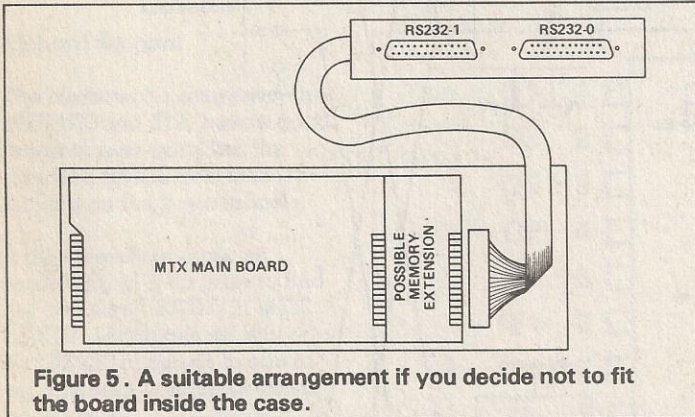 RS232-1
RS232-0
MTX MAIN BOARD
POSSIBLE
MEMORY
EXTENSION.
Figure 5. A suitable arrangement if you decide not to fit
the board inside the case.